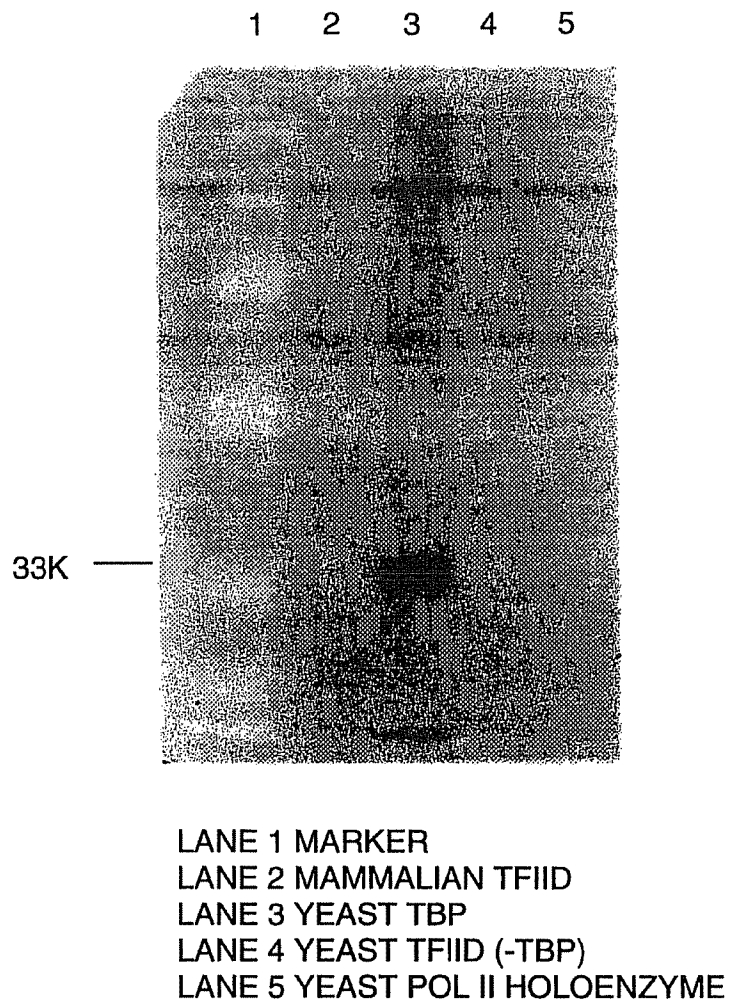 1 2 3 4 5
33K
LANE 1 MARKER
LANE 2 MAMMALIAN TFIID
LANE 3 YEAST TBP
LANE 4 YEAST TFIID (-TBP)
LANE 5 YEAST POL II HOLOENZYME